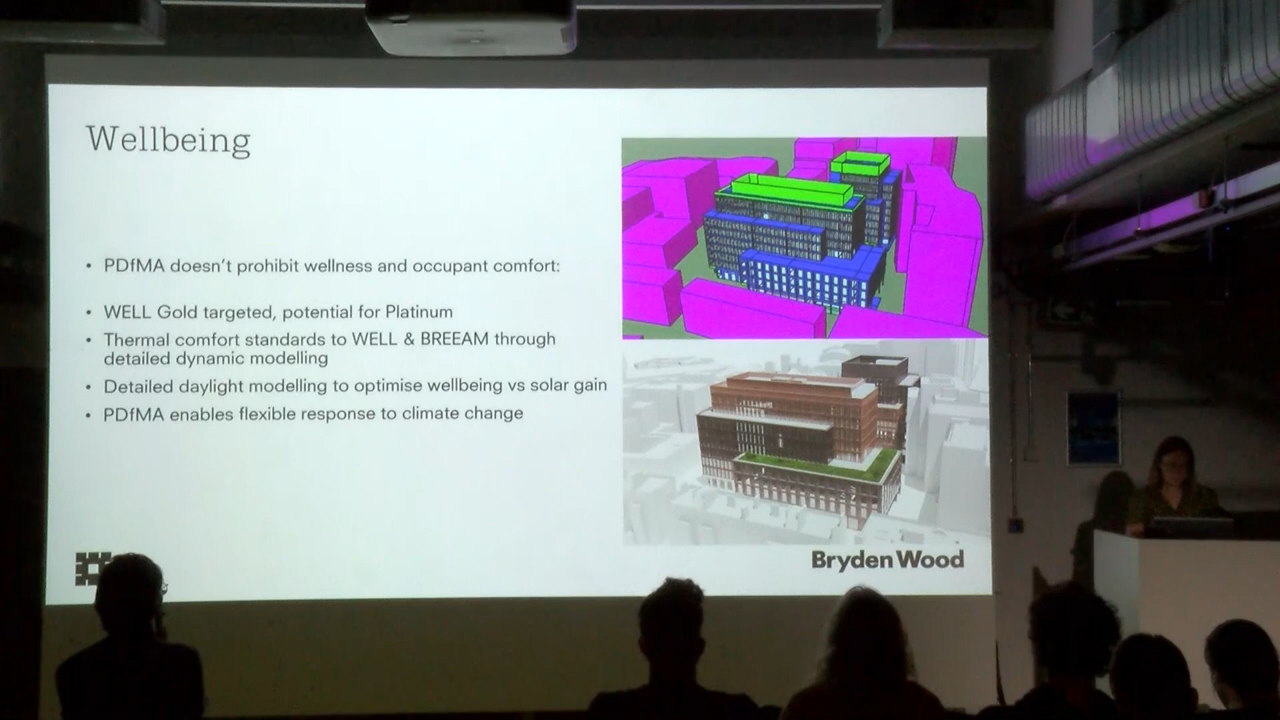 Wellbeing
• PDfMA doesn't prohibit wellness and occupant comfort:
• WELL Gold targeted, potential for Platinum
• Thermal comfort standards to WELL & BREEAM through
detailed dynamic modelling
• Detailed daylight modelling to optimise wellbeing vs solar gain
• PDfMA enables flexible response to climate change
Bryden Wood